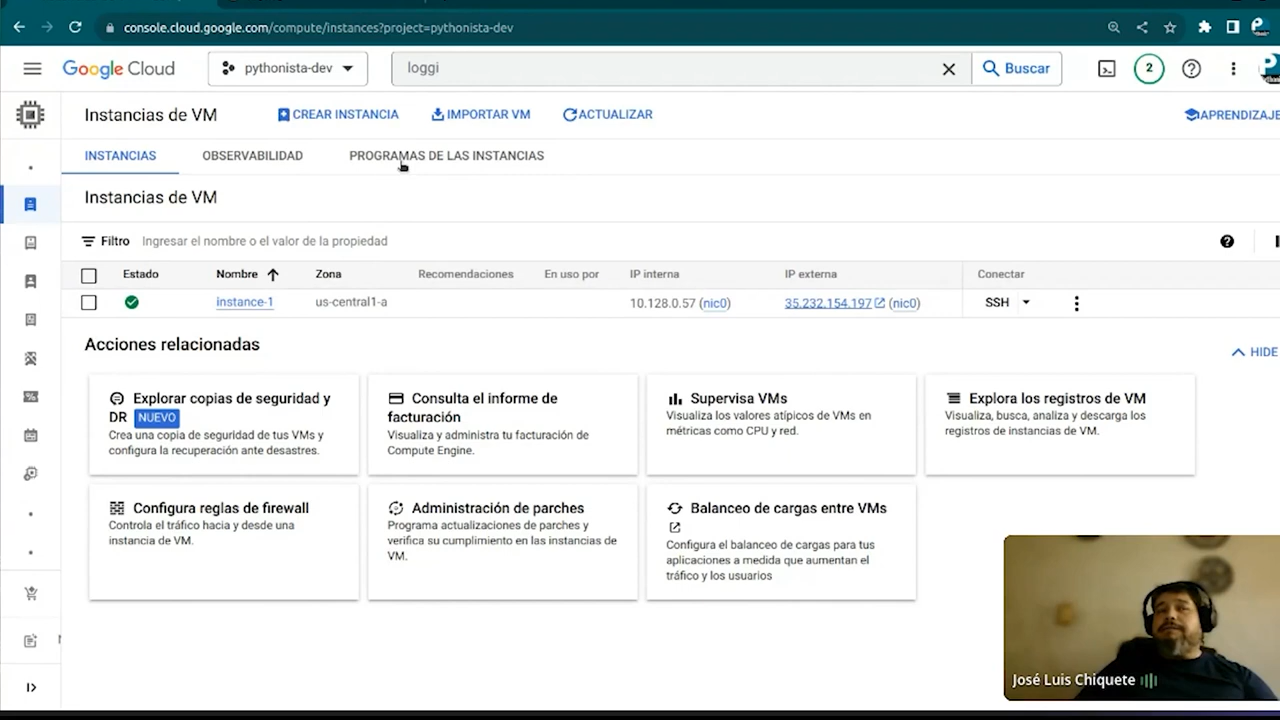 console.cloud.google.com/compute/instances?project=pythonista-dev
Google Cloud
pythonista-dev
loggi
Buscar
2
Instancias de VM
CREAR INSTANCIA
IMPORTAR VM
ACTUALIZAR
APRENDIZAJE
INSTANCIAS
OBSERVABILIDAD
PROGRAMAS DE LAS INSTANCIAS
Instancias de VM
Filtro
Ingresar el nombre o el valor de la propiedad
Estado
Nombre
Zona
Recomendaciones
En uso por
IP interna
IP externa
Conectar
instance-1
us-central1-a
10.128.0.57 (nic0)
35.232.154.197 (nic0)
SSH
Acciones relacionadas
HIDE
Explorar copias de seguridad y
DR NUEVO
Crea una copia de seguridad de tus VMs y
configura la recuperación ante desastres.
Consulta el informe de
facturación
Visualiza y administra tu facturación de
Compute Engine.
Supervisa VMs
Visualiza los valores atípicos de VMs en
métricas como CPU y red.
Explora los registros de VM
Visualiza, busca, analiza y descarga los
registros de instancias de VM.
Configura reglas de firewall
Controla el tráfico hacia y desde una
instancia de VM.
Administración de parches
Programa actualizaciones de parches y
verifica su cumplimiento en las instancias de
VM.
Balanceo de cargas entre VMs
Configura el balanceo de cargas para tus
aplicaciones a medida que aumentan el
tráfico y los usuarios
José Luis Chiquete